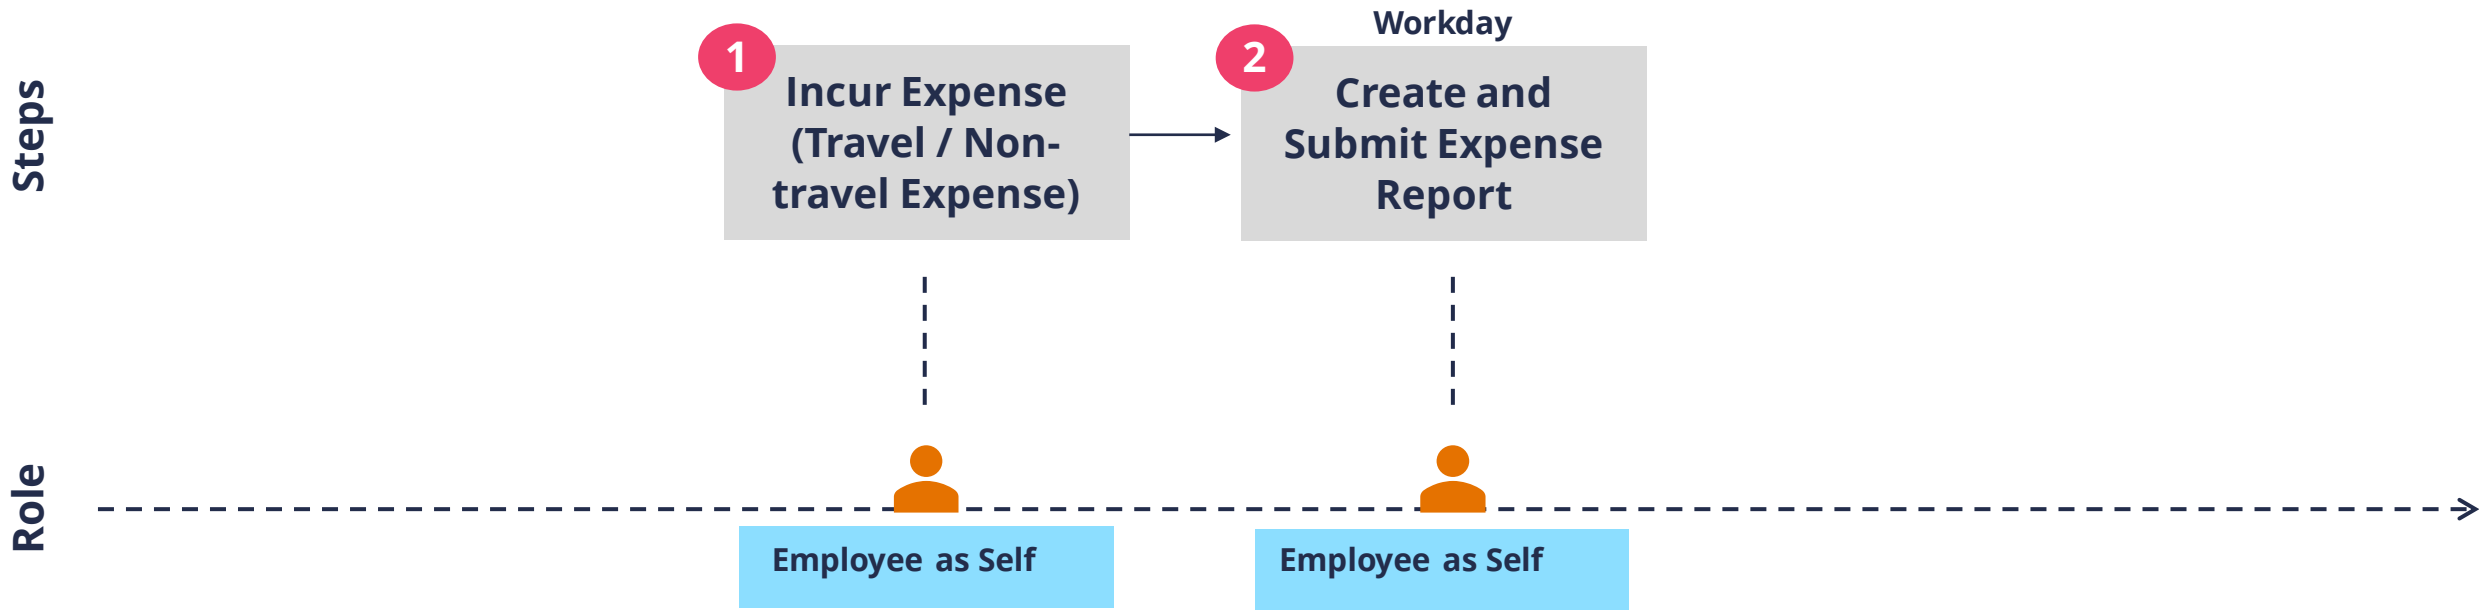 Steps
1
Incur Expense
(Travel / Non-
travel Expense)
Workday
2
Create and
Submit Expense
Report
Role
Employee as Self
Employee as Self